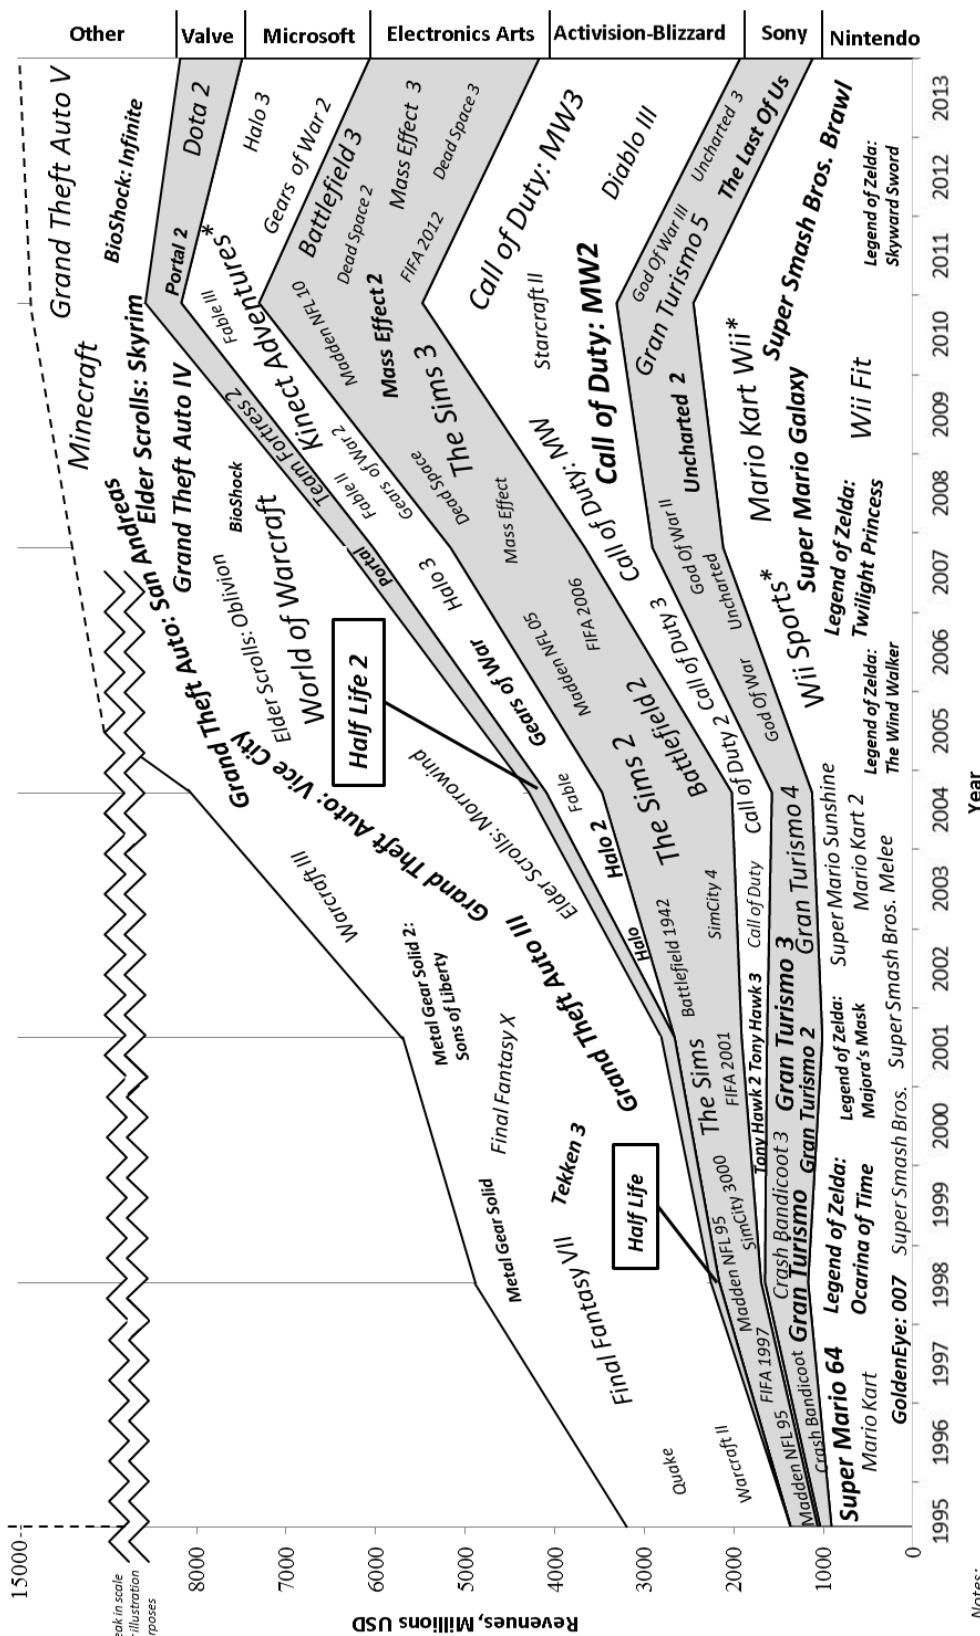 Other
Valve
Microsoft
Electronics Arts
Activision-Blizzard
Sony
Nintendo
Grand Theft Auto V
BioShock: Infinite
Minecraft
Elder Scrolls: Skyrim
Grand Theft Auto IV
Grand Theft Auto: San Andreas
BioShock
Elder Scrolls: Oblivion
World of Warcraft
Grand Theft Auto: Vice City
Elder Scrolls: Morrowind
Warcraft III
Grand Theft Auto III
Metal Gear Solid 2:
Sons of Liberty
Final Fantasy X
Metal Gear Solid
Tekken 3
Final Fantasy VII
Quake
Warcraft II
Dota 2
Portal 2
Team Fortress 2
Portal
Half Life 2
Half Life
Halo 3
Gears of War 2
Kinect Adventures*
Fable III
Gears of War 2
Fable II
Halo 3
Gears of War
Fable
Halo 2
Halo
Battlefield 3
Mass Effect 3
Dead Space 3
Dead Space 2
FIFA 2012
Madden NFL 10
Mass Effect 2
The Sims 3
Dead Space
Mass Effect
FIFA 2006
Madden NFL 05
Battlefield 2
The Sims 2
SimCity 4
Battlefield 1942
The Sims
FIFA 2001
SimCity 3000
Madden NFL 95
FIFA 1997
Madden NFL 95
Call of Duty: MW3
Diablo III
Starcraft II
Call of Duty: MW2
Call of Duty: MW
Call of Duty 3
Call of Duty 2
Call of Duty
Tony Hawk 3
Tony Hawk 2
Uncharted 3
The Last Of Us
God Of War III
Gran Turismo 5
Uncharted 2
God Of War II
Uncharted
God Of War
Gran Turismo 4
Gran Turismo 3
Gran Turismo 2
Crash Bandicoot 3
Gran Turismo
Crash Bandicoot
Super Smash Bros. Brawl
Legend of Zelda:
Skyward Sword
Mario Kart Wii*
Super Mario Galaxy
Wii Fit
Legend of Zelda:
Twilight Princess
Wii Sports*
Legend of Zelda:
The Wind Walker
Super Mario Sunshine
Mario Kart 2
Super Smash Bros. Melee
Legend of Zelda:
Majora's Mask
Super Smash Bros.
Legend of Zelda:
Ocarina of Time
GoldenEye: 007
Super Mario 64
Mario Kart
15000
8000
7000
6000
5000
4000
3000
2000
1000
0
Revenues, Millions USD
eak in scale
illustration
rposes
1995
1996
1997
1998
1999
2000
2001
2002
2003
2004
2005
2006
2007
2008
2009
2010
2011
2012
2013
Year
Notes: